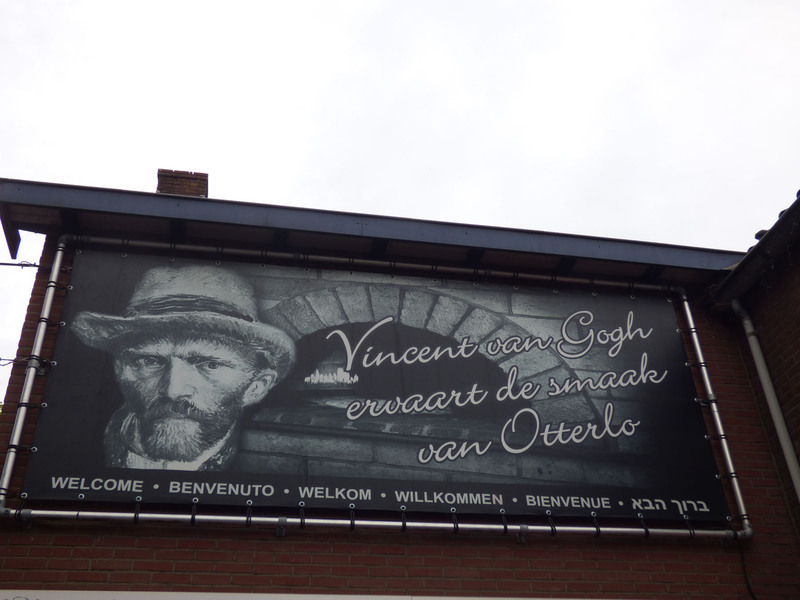 Vincent van Gogh
ervaart de smaak
van Otterlo
WELCOME • BENVENUTO • WELKOM • WILLKOMMEN • BIENVENUE • ברוך הבא